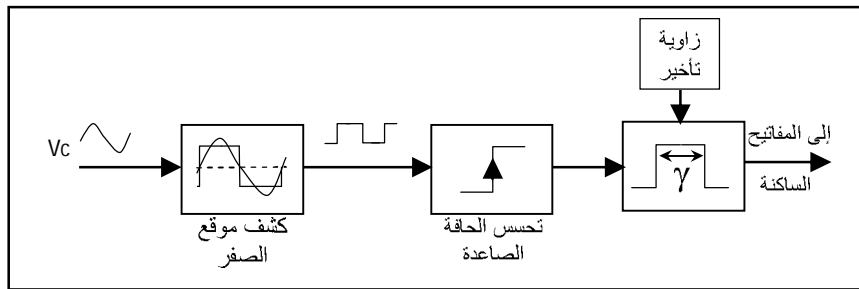 زاوية
تأخير
Vc
إلى المفاتيح
الساكنة
γ
كشف موقع
الصفر
تحسس الحافة
الصاعدة